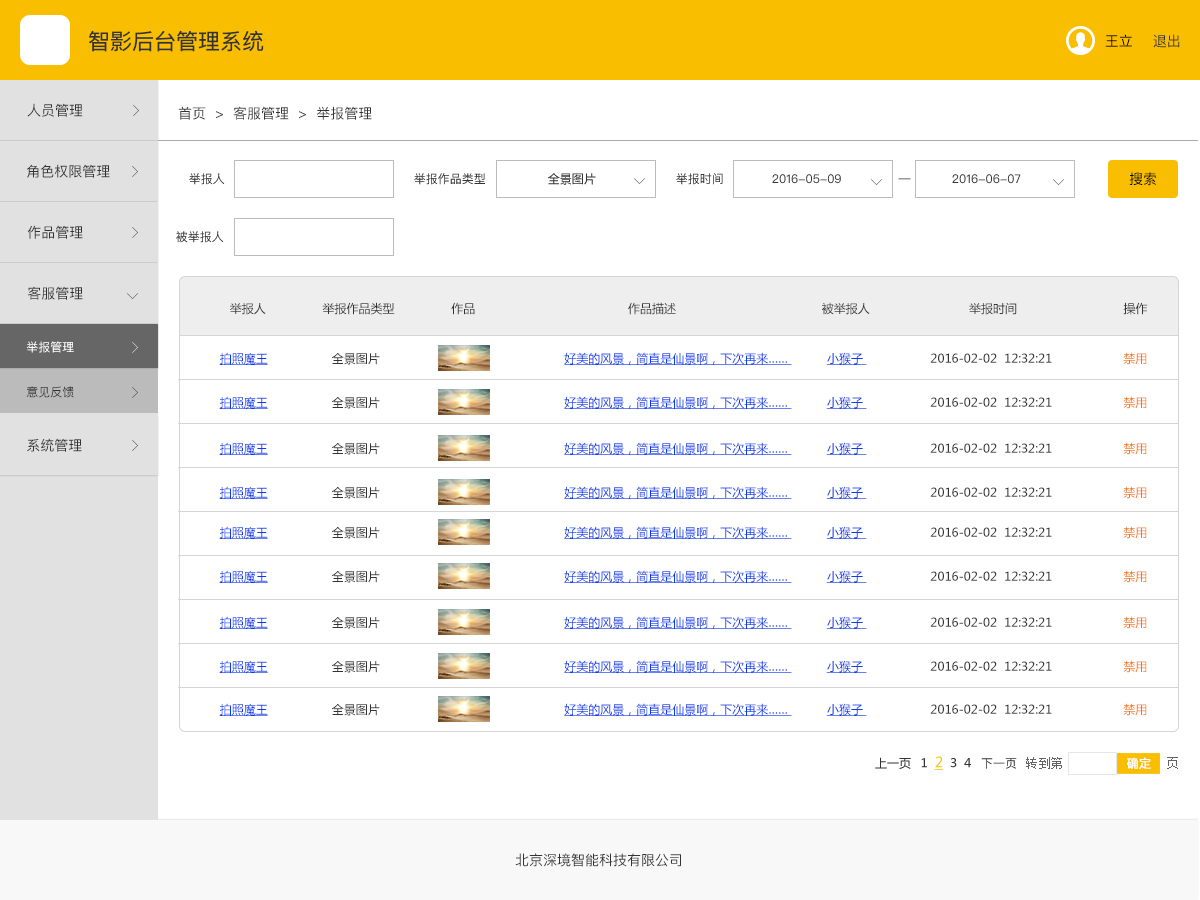 智影后台管理系统
王立 退出
人员管理
角色权限管理
作品管理
客服管理
举报管理
意见反馈
系统管理
首页 > 客服管理 > 举报管理
举报人 举报作品类型 全景图片 举报时间 2016-05-09 — 2016-06-07 搜索
被举报人
举报人 举报作品类型 作品 作品描述 被举报人 举报时间 操作
拍照魔王 全景图片 好美的风景，简直是仙景啊，下次再来...... 小猴子 2016-02-02 12:32:21 禁用
拍照魔王 全景图片 好美的风景，简直是仙景啊，下次再来...... 小猴子 2016-02-02 12:32:21 禁用
拍照魔王 全景图片 好美的风景，简直是仙景啊，下次再来...... 小猴子 2016-02-02 12:32:21 禁用
拍照魔王 全景图片 好美的风景，简直是仙景啊，下次再来...... 小猴子 2016-02-02 12:32:21 禁用
拍照魔王 全景图片 好美的风景，简直是仙景啊，下次再来...... 小猴子 2016-02-02 12:32:21 禁用
拍照魔王 全景图片 好美的风景，简直是仙景啊，下次再来...... 小猴子 2016-02-02 12:32:21 禁用
拍照魔王 全景图片 好美的风景，简直是仙景啊，下次再来...... 小猴子 2016-02-02 12:32:21 禁用
拍照魔王 全景图片 好美的风景，简直是仙景啊，下次再来...... 小猴子 2016-02-02 12:32:21 禁用
拍照魔王 全景图片 好美的风景，简直是仙景啊，下次再来...... 小猴子 2016-02-02 12:32:21 禁用
上一页 1 2 3 4 下一页 转到第 确定 页
北京深境智能科技有限公司